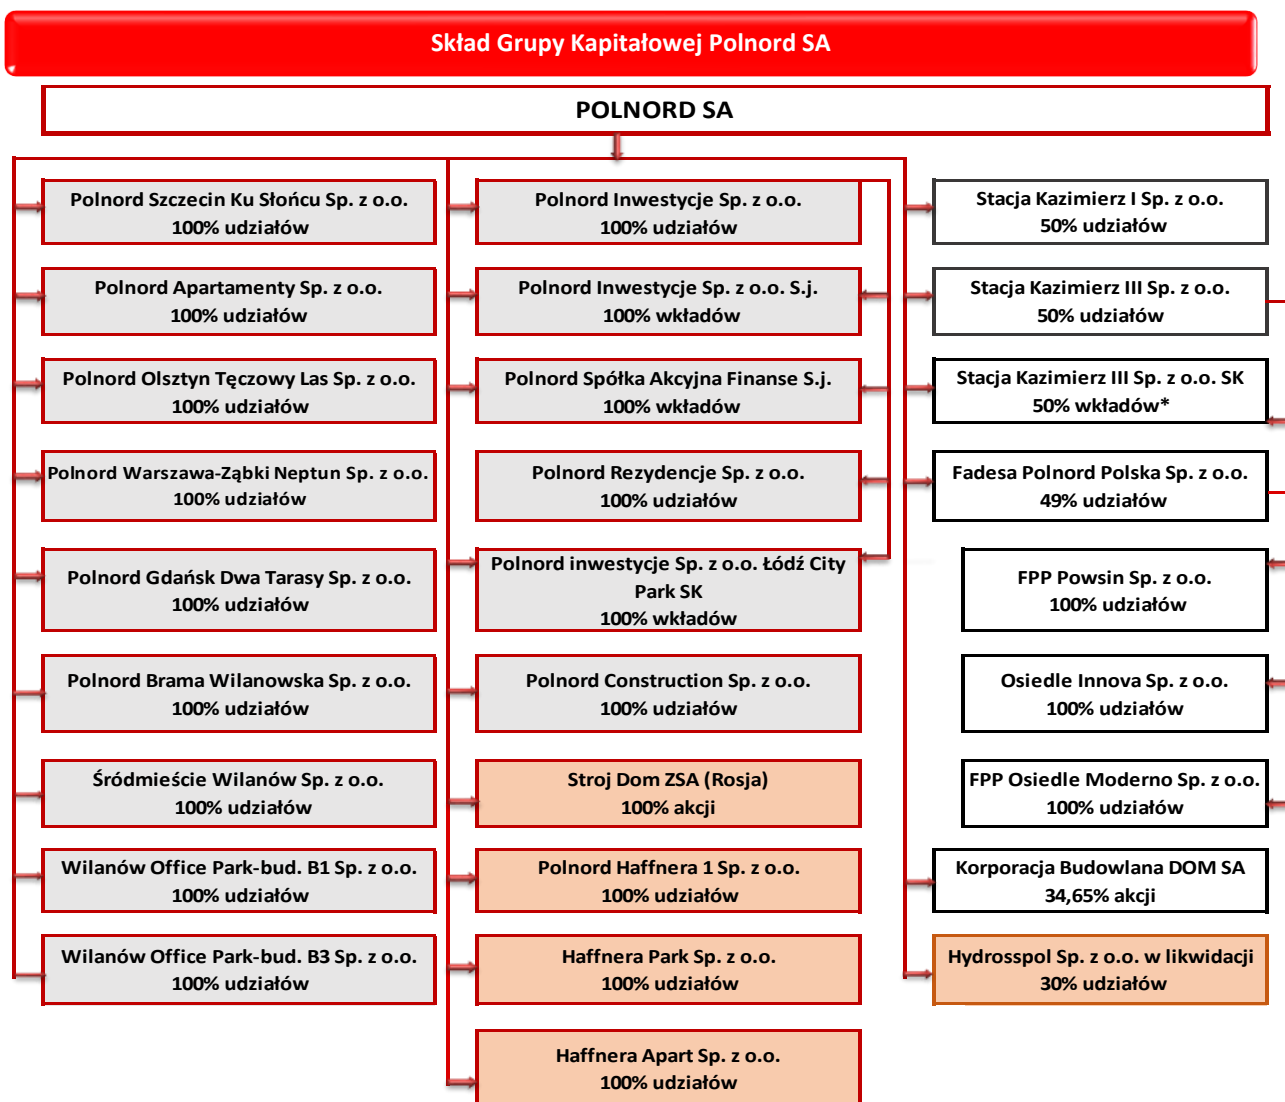 Skład Grupy Kapitałowej Polnord SA
POLNORD SA
Polnord Szczecin Ku Słońcu Sp. z o.o.
100% udziałów
Polnord Apartamenty Sp. z o.o.
100% udziałów
Polnord Olsztyn Tęczowy Las Sp. z o.o.
100% udziałów
Polnord Warszawa-Ząbki Neptun Sp. z o.o.
100% udziałów
Polnord Gdańsk Dwa Tarasy Sp. z o.o.
100% udziałów
Polnord Brama Wilanowska Sp. z o.o.
100% udziałów
Śródmieście Wilanów Sp. z o.o.
100% udziałów
Wilanów Office Park-bud. B1 Sp. z o.o.
100% udziałów
Wilanów Office Park-bud. B3 Sp. z o.o.
100% udziałów
Polnord Inwestycje Sp. z o.o.
100% udziałów
Polnord Inwestycje Sp. z o.o. S.j.
100% wkładów
Polnord Spółka Akcyjna Finanse S.j.
100% wkładów
Polnord Rezydencje Sp. z o.o.
100% udziałów
Polnord inwestycje Sp. z o.o. Łódź City
Park SK
100% wkładów
Polnord Construction Sp. z o.o.
100% udziałów
Stroj Dom ZSA (Rosja)
100% akcji
Polnord Haffnera 1 Sp. z o.o.
100% udziałów
Haffnera Park Sp. z o.o.
100% udziałów
Haffnera Apart Sp. z o.o.
100% udziałów
Stacja Kazimierz I Sp. z o.o.
50% udziałów
Stacja Kazimierz III Sp. z o.o.
50% udziałów
Stacja Kazimierz III Sp. z o.o. SK
50% wkładów*
Fadesa Polnord Polska Sp. z o.o.
49% udziałów
FPP Powsin Sp. z o.o.
100% udziałów
Osiedle Innova Sp. z o.o.
100% udziałów
FPP Osiedle Moderno Sp. z o.o.
100% udziałów
Korporacja Budowlana DOM SA
34,65% akcji
Hydrosspol Sp. z o.o. w likwidacji
30% udziałów